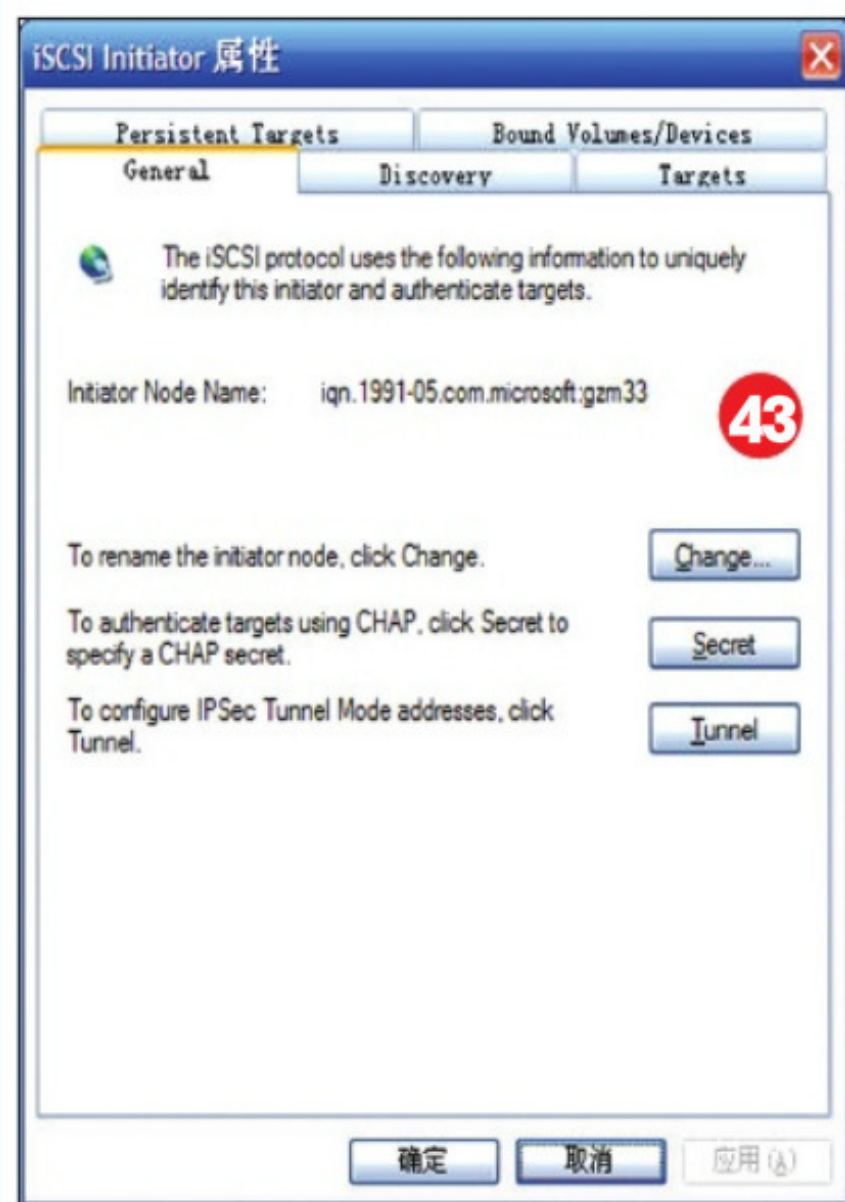 iSCSI Initiator 属性
Persistent Targets Bound Volumes/Devices
General Discovery Targets
The iSCSI protocol uses the following information to uniquely
identify this initiator and authenticate targets.
Initiator Node Name: iqn.1991-05.com.microsoft:gzm33
43
To rename the initiator node, click Change.
Change...
To authenticate targets using CHAP, click Secret to
specify a CHAP secret.
Secret
To configure IPSec Tunnel Mode addresses, click
Tunnel.
Tunnel
确定 取消 应用(A)